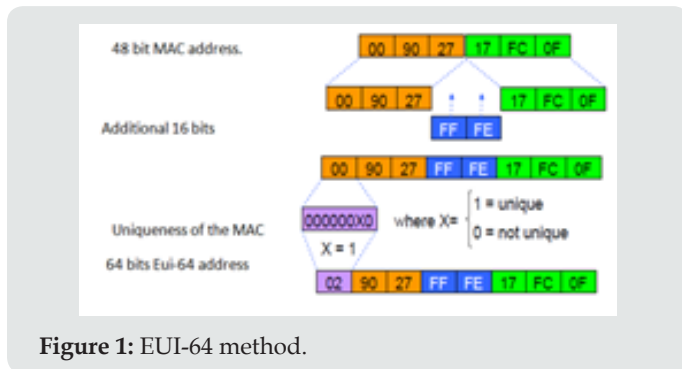 48 bit MAC address.
00 90 27 17 FC 0F
00 90 27 17 FC 0F
Additional 16 bits
FF FE
00 90 27 FF FE 17 FC 0F
Uniqueness of the MAC
000000X0
where X=
1 = unique
0 = not unique
X = 1
64 bits Eui-64 address
02 90 27 FF FE 17 FC 0F
Figure 1: EUI-64 method.